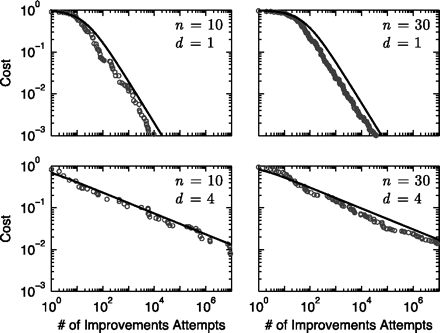 10⁰
10⁻¹
10⁻²
10⁻³
Cost
n = 10
d = 1
n = 30
d = 1
10⁰
10⁻¹
10⁻²
10⁻³
Cost
n = 10
d = 4
n = 30
d = 4
10⁰ 10² 10⁴ 10⁶
10⁰ 10² 10⁴ 10⁶
# of Improvements Attempts
# of Improvements Attempts